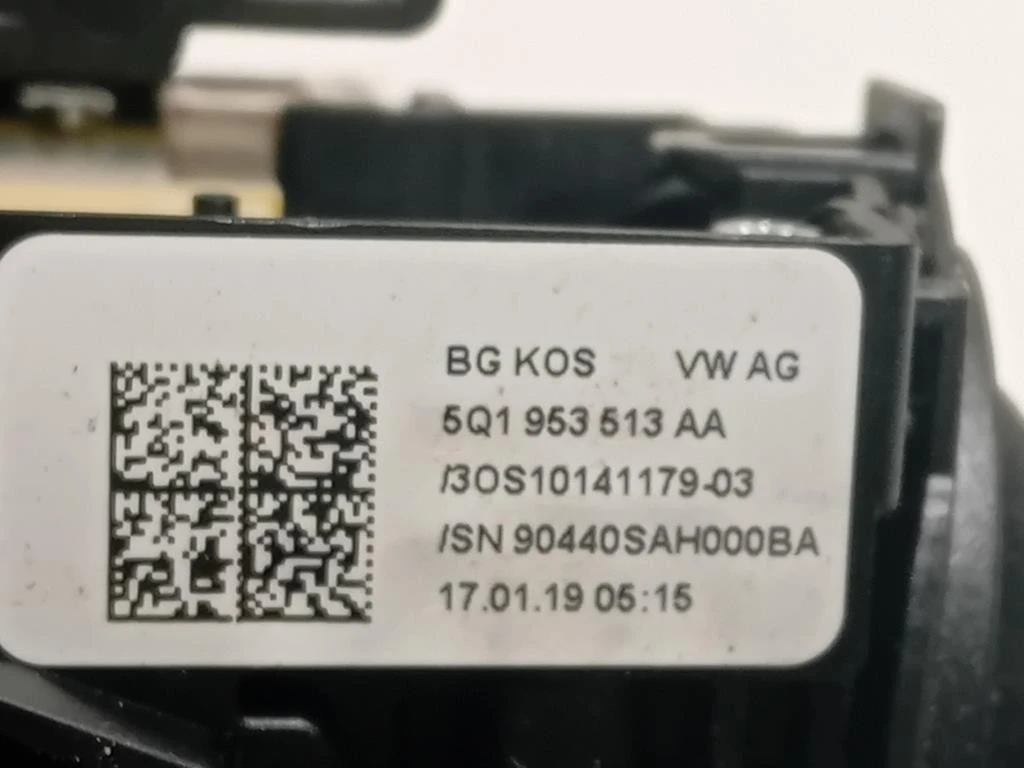 BG KOS VW AG
5Q1 953 513 AA
/3OS10141179-03
/SN 90440SAH000BA
17.01.19 05:15